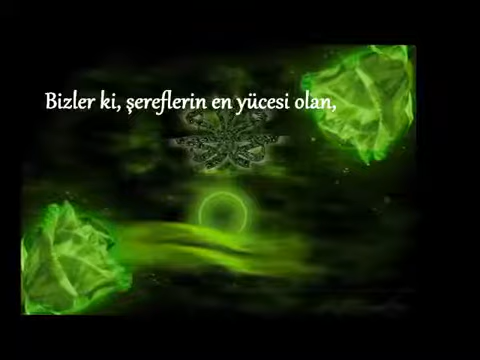 Bizler ki, şereflerin en yücesi olan,